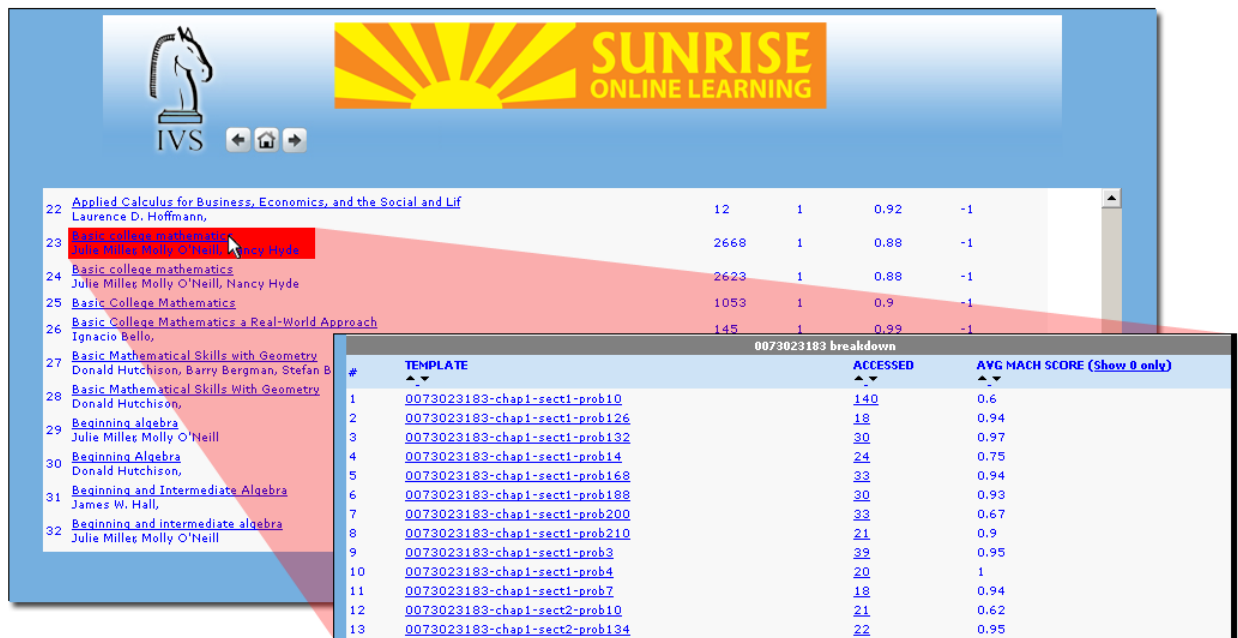 SUNRISE
ONLINE LEARNING
IVS
22 Applied Calculus for Business, Economics, and the Social and Lif 12 1 0.92 -1
Laurence D. Hoffmann,
23 Basic college mathematics 2668 1 0.88 -1
Julie Miller, Molly O'Neill, Nancy Hyde
24 Basic college mathematics 2623 1 0.88 -1
Julie Miller, Molly O'Neill, Nancy Hyde
25 Basic College Mathematics 1053 1 0.9 -1
26 Basic College Mathematics a Real-World Approach 145 1 0.99 -1
Ignacio Bello,
27 Basic Mathematical Skills with Geometry
Donald Hutchison, Barry Bergman, Stefan B
28 Basic Mathematical Skills With Geometry
Donald Hutchison,
29 Beginning algebra
Julie Miller, Molly O'Neill
30 Beginning Algebra
Donald Hutchison,
31 Beginning and Intermediate Algebra
James W. Hall,
32 Beginning and intermediate algebra
Julie Miller, Molly O'Neill
0073023183 breakdown
# TEMPLATE ACCESSED AVG MACH SCORE (Show 0 only)
1 0073023183-chap1-sect1-prob10 140 0.6
2 0073023183-chap1-sect1-prob126 18 0.94
3 0073023183-chap1-sect1-prob132 30 0.97
4 0073023183-chap1-sect1-prob14 24 0.75
5 0073023183-chap1-sect1-prob168 33 0.94
6 0073023183-chap1-sect1-prob188 30 0.93
7 0073023183-chap1-sect1-prob200 33 0.67
8 0073023183-chap1-sect1-prob210 21 0.9
9 0073023183-chap1-sect1-prob3 39 0.95
10 0073023183-chap1-sect1-prob4 20 1
11 0073023183-chap1-sect1-prob7 18 0.94
12 0073023183-chap1-sect2-prob10 21 0.62
13 0073023183-chap1-sect2-prob134 22 0.95